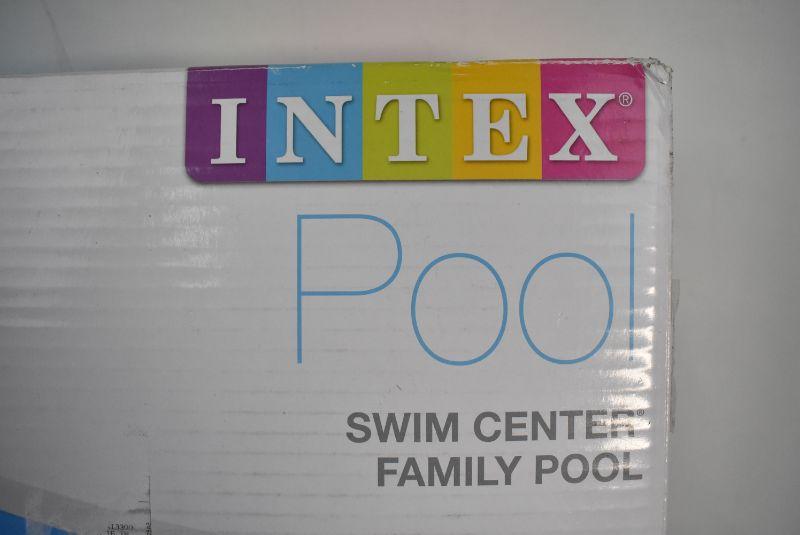 INTEX®
Pool
SWIM CENTER®
FAMILY POOL